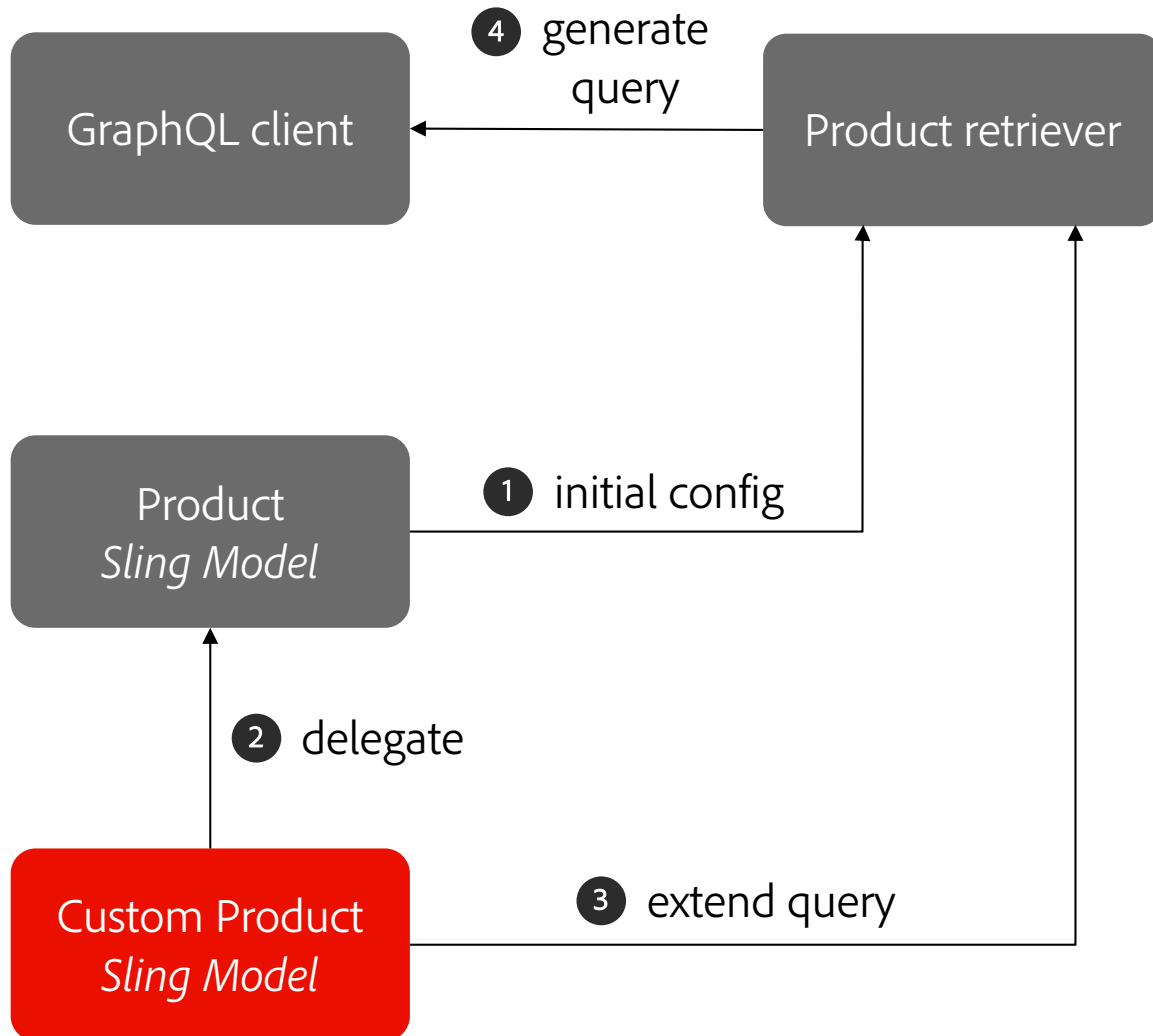 4 generate
query
GraphQL client
Product retriever
Product
Sling Model
1 initial config
2 delegate
Custom Product
Sling Model
3 extend query